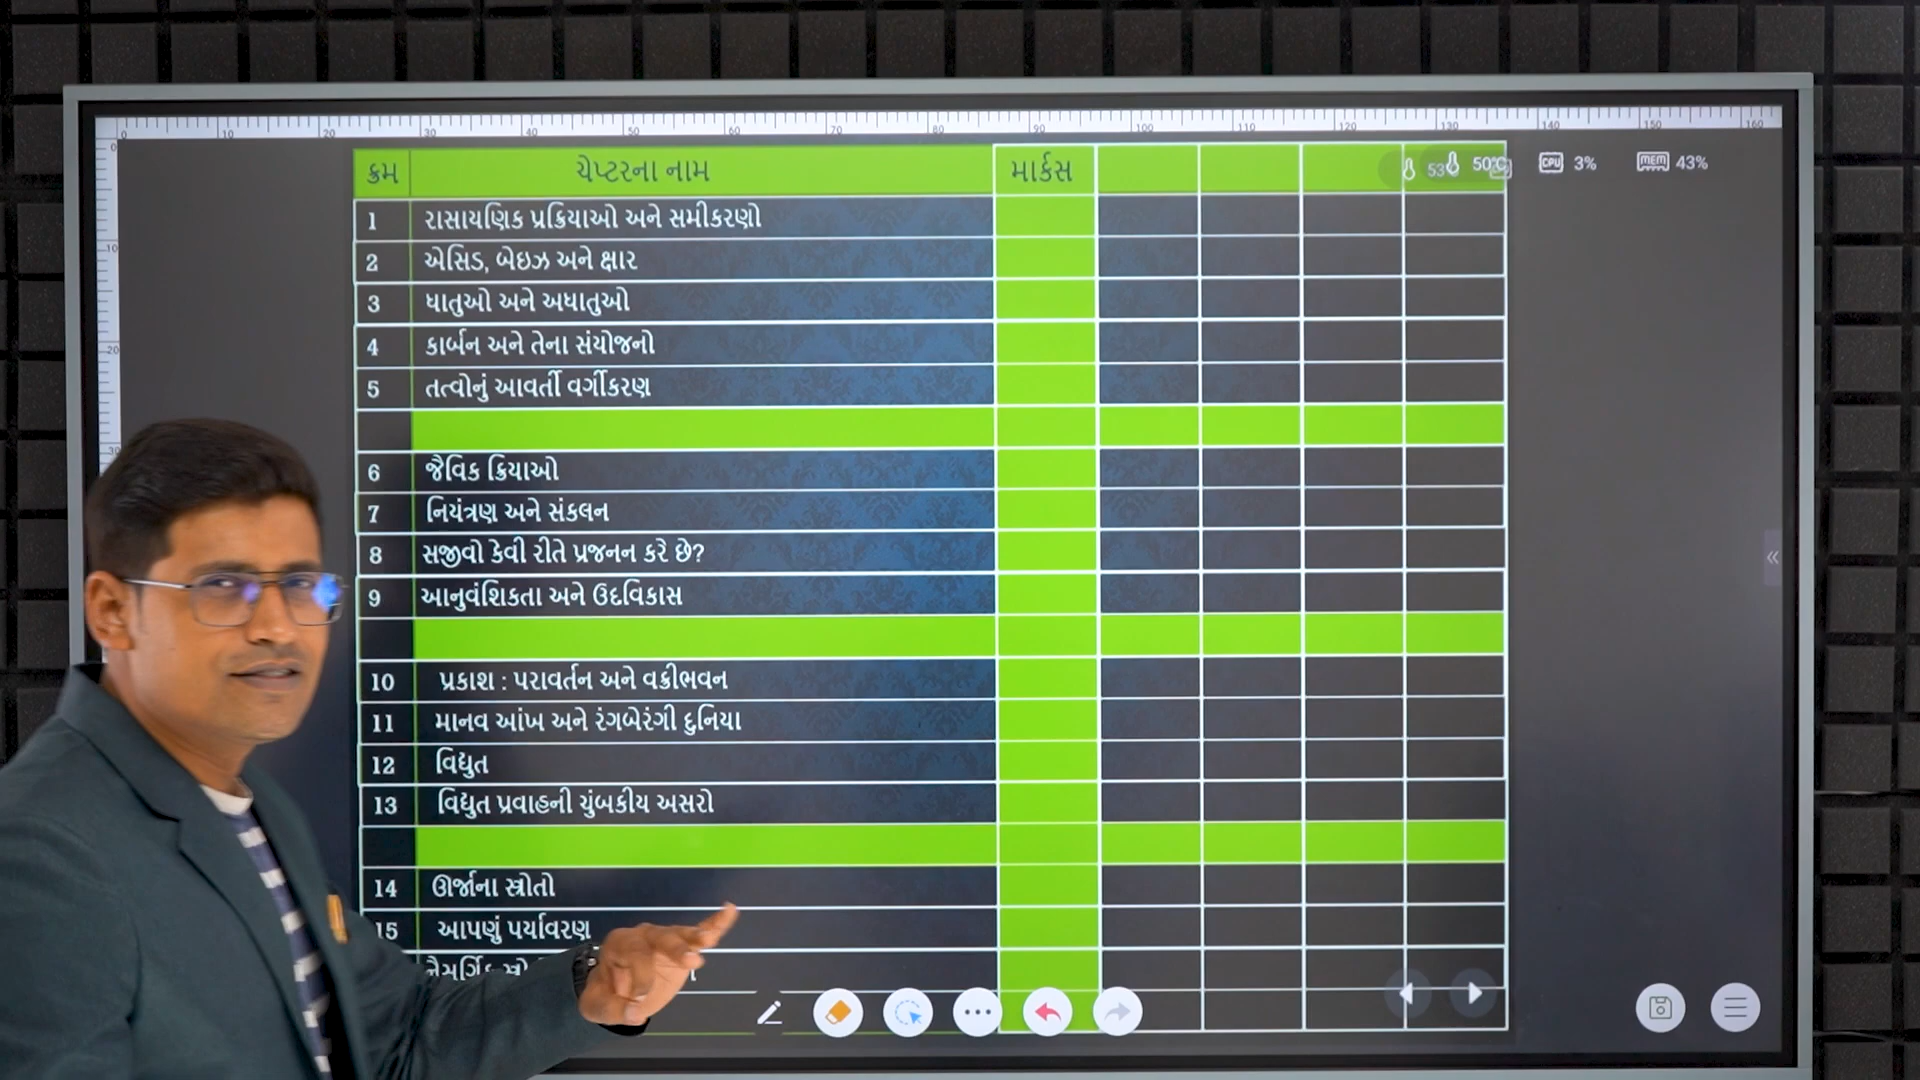 ક્રમ ચેપ્ટરના નામ માર્કસ
53 50°C CPU 3% MEM 43%
1 રાસાયણિક પ્રક્રિયાઓ અને સમીકરણો
2 એસિડ, બેઇઝ અને ક્ષાર
3 ધાતુઓ અને અધાતુઓ
4 કાર્બન અને તેના સંયોજનો
5 તત્વોનું આવર્તી વર્ગીકરણ
6 જૈવિક ક્રિયાઓ
7 નિયંત્રણ અને સંકલન
8 સજીવો કેવી રીતે પ્રજનન કરે છે?
9 આનુવંશિકતા અને ઉદવિકાસ
10 પ્રકાશ : પરાવર્તન અને વક્રીભવન
11 માનવ આંખ અને રંગબેરંગી દુનિયા
12 વિદ્યુત
13 વિદ્યુત પ્રવાહની ચુંબકીય અસરો
14 ઊર્જાના સ્ત્રોતો
15 આપણું પર્યાવરણ